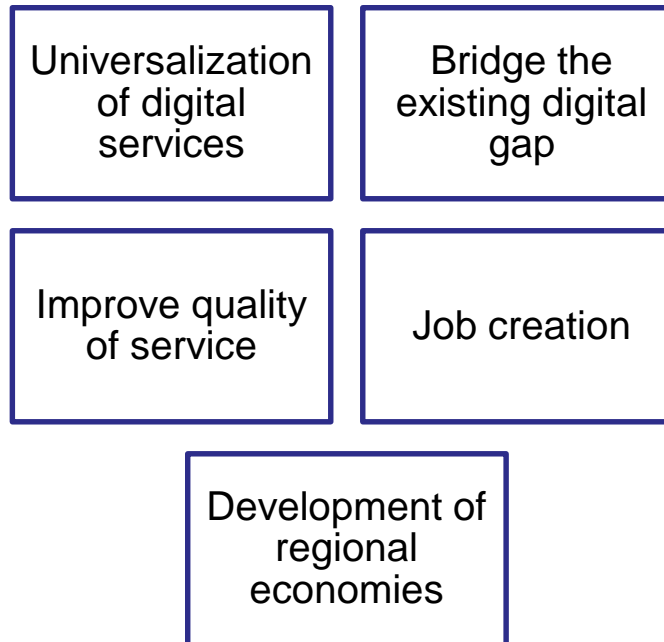 Universalization
of digital
services
Bridge the
existing digital
gap
Improve quality
of service
Job creation
Development of
regional
economies